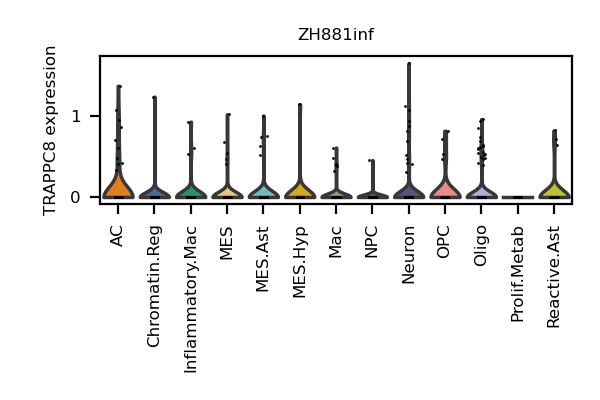 ZH881inf
TRAPPC8 expression
1
0
AC
Chromatin.Reg
Inflammatory.Mac
MES
MES.Ast
MES.Hyp
Mac
NPC
Neuron
OPC
Oligo
Prolif.Metab
Reactive.Ast